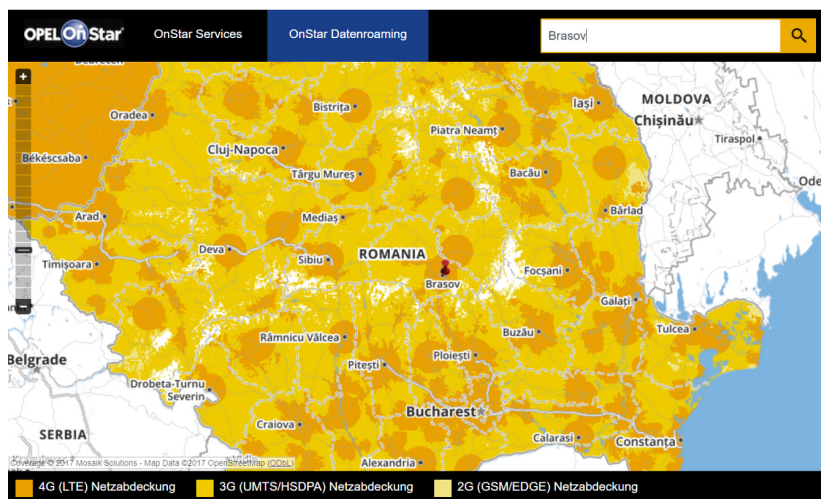 OPEL OnStar
OnStar Services
OnStar Datenroaming
Brasov
+
Oradea
Bistrița
Iași
MOLDOVA
Chișinău
Piatra Neamț
Tiraspol
Cluj-Napoca
Békéscsaba
Târgu Mureș
Bacău
Ode
Arad
Mediaș
Bârlad
Deva
Sibiu
ROMANIA
Timișoara
Focșani
Brasov
Galați
Râmnicu Vâlcea
Buzău
Tulcea
Belgrade
Ploiești
Pitești
Drobeta-Turnu
Severin
Bucharest
Craiova
SERBIA
Calarasi
Constanța
Coverage © 2017 Mosaik Solutions - Map Data ©2017 OpenStreetMap (ODbL)
Alexandria
4G (LTE) Netzabdeckung
3G (UMTS/HSDPA) Netzabdeckung
2G (GSM/EDGE) Netzabdeckung